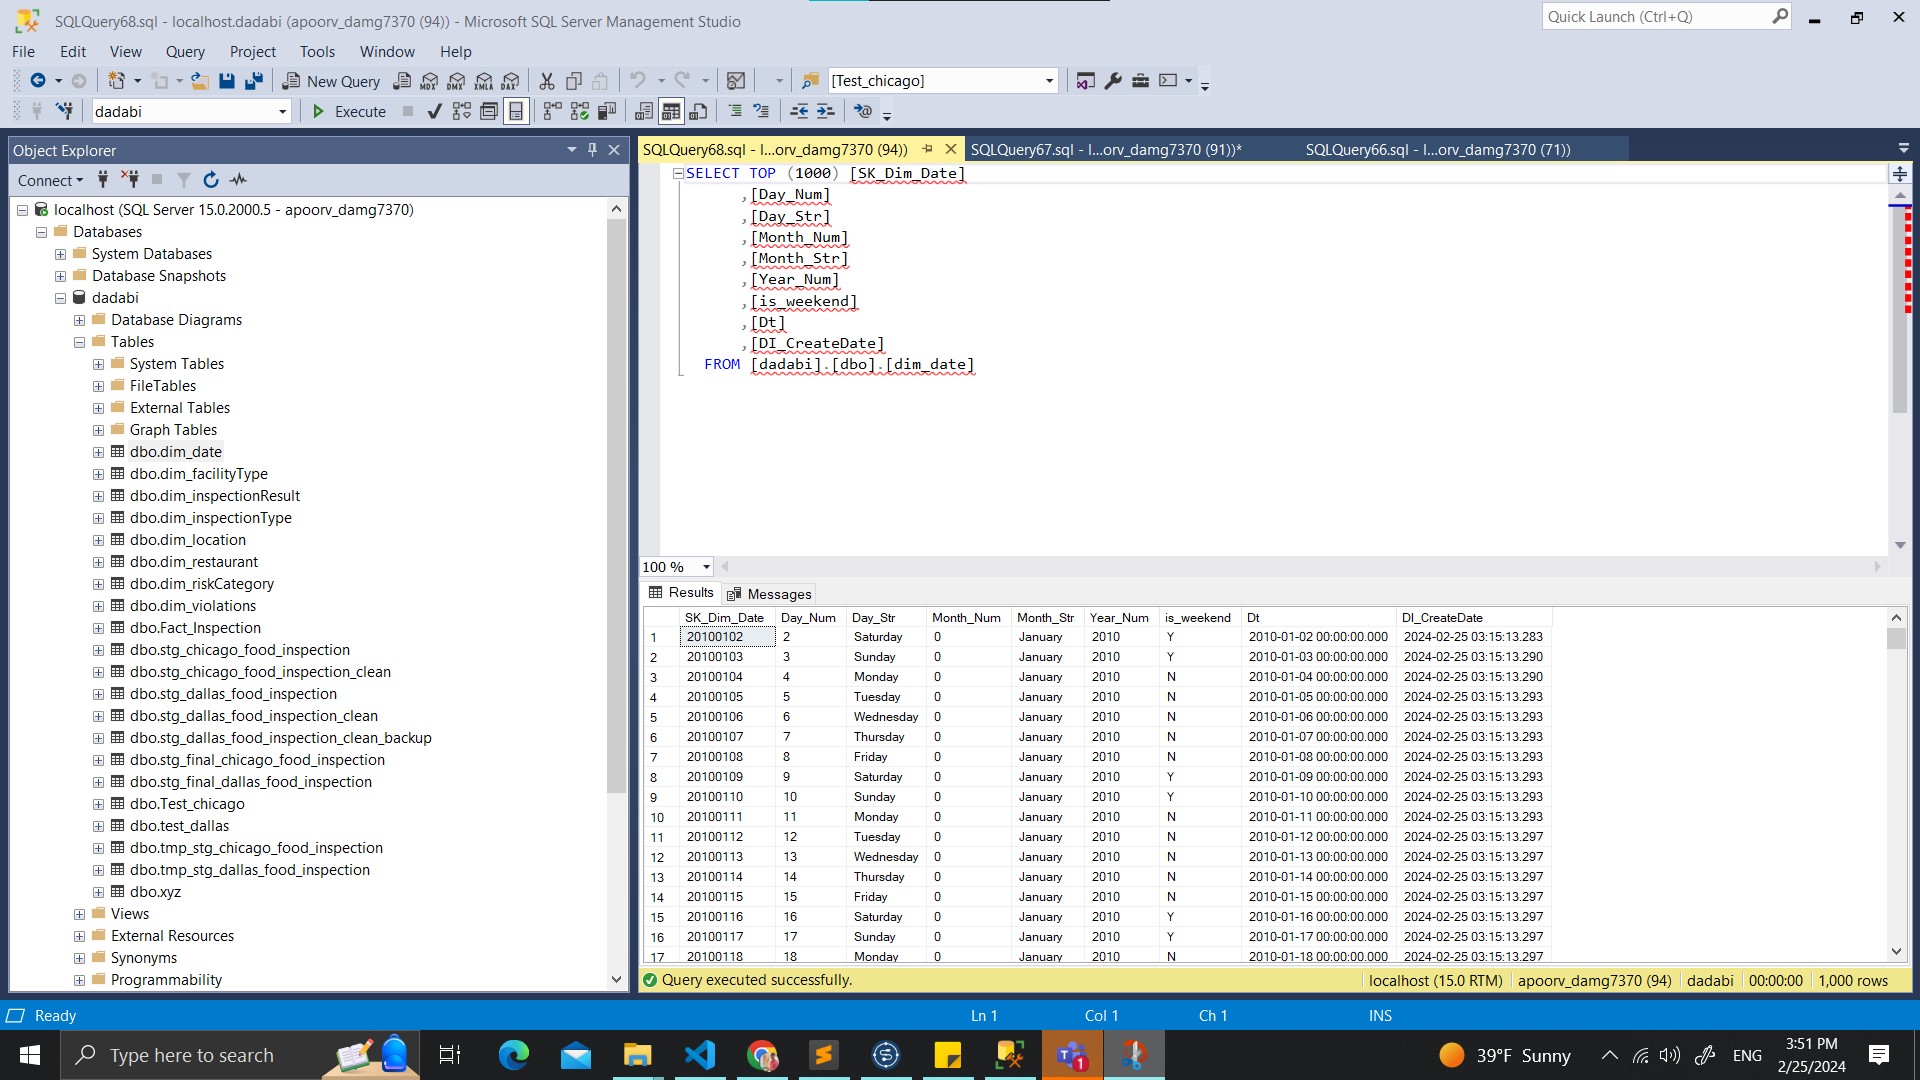 SQLQuery68.sql - localhost.dadabi (apoorv_damg7370 (94)) - Microsoft SQL Server Management Studio
Quick Launch (Ctrl+Q)
File Edit View Query Project Tools Window Help
New Query MDX DMX XMLA DAX [Test_chicago]
dadabi Execute
Object Explorer
Connect
localhost (SQL Server 15.0.2000.5 - apoorv_damg7370)
Databases
System Databases
Database Snapshots
dadabi
Database Diagrams
Tables
System Tables
FileTables
External Tables
Graph Tables
dbo.dim_date
dbo.dim_facilityType
dbo.dim_inspectionResult
dbo.dim_inspectionType
dbo.dim_location
dbo.dim_restaurant
dbo.dim_riskCategory
dbo.dim_violations
dbo.Fact_Inspection
dbo.stg_chicago_food_inspection
dbo.stg_chicago_food_inspection_clean
dbo.stg_dallas_food_inspection
dbo.stg_dallas_food_inspection_clean
dbo.stg_dallas_food_inspection_clean_backup
dbo.stg_final_chicago_food_inspection
dbo.stg_final_dallas_food_inspection
dbo.Test_chicago
dbo.test_dallas
dbo.tmp_stg_chicago_food_inspection
dbo.tmp_stg_dallas_food_inspection
dbo.xyz
Views
External Resources
Synonyms
Programmability
SQLQuery68.sql - l...orv_damg7370 (94)) SQLQuery67.sql - l...orv_damg7370 (91))* SQLQuery66.sql - l...orv_damg7370 (71))
SELECT TOP (1000) [SK_Dim_Date]
,[Day_Num]
,[Day_Str]
,[Month_Num]
,[Month_Str]
,[Year_Num]
,[is_weekend]
,[Dt]
,[DI_CreateDate]
FROM [dadabi].[dbo].[dim_date]
100 %
Results Messages
SK_Dim_Date Day_Num Day_Str Month_Num Month_Str Year_Num is_weekend Dt DI_CreateDate
1 20100102 2 Saturday 0 January 2010 Y 2010-01-02 00:00:00.000 2024-02-25 03:15:13.283
2 20100103 3 Sunday 0 January 2010 Y 2010-01-03 00:00:00.000 2024-02-25 03:15:13.290
3 20100104 4 Monday 0 January 2010 N 2010-01-04 00:00:00.000 2024-02-25 03:15:13.290
4 20100105 5 Tuesday 0 January 2010 N 2010-01-05 00:00:00.000 2024-02-25 03:15:13.293
5 20100106 6 Wednesday 0 January 2010 N 2010-01-06 00:00:00.000 2024-02-25 03:15:13.293
6 20100107 7 Thursday 0 January 2010 N 2010-01-07 00:00:00.000 2024-02-25 03:15:13.293
7 20100108 8 Friday 0 January 2010 N 2010-01-08 00:00:00.000 2024-02-25 03:15:13.293
8 20100109 9 Saturday 0 January 2010 Y 2010-01-09 00:00:00.000 2024-02-25 03:15:13.293
9 20100110 10 Sunday 0 January 2010 Y 2010-01-10 00:00:00.000 2024-02-25 03:15:13.293
10 20100111 11 Monday 0 January 2010 N 2010-01-11 00:00:00.000 2024-02-25 03:15:13.293
11 20100112 12 Tuesday 0 January 2010 N 2010-01-12 00:00:00.000 2024-02-25 03:15:13.297
12 20100113 13 Wednesday 0 January 2010 N 2010-01-13 00:00:00.000 2024-02-25 03:15:13.297
13 20100114 14 Thursday 0 January 2010 N 2010-01-14 00:00:00.000 2024-02-25 03:15:13.297
14 20100115 15 Friday 0 January 2010 N 2010-01-15 00:00:00.000 2024-02-25 03:15:13.297
15 20100116 16 Saturday 0 January 2010 Y 2010-01-16 00:00:00.000 2024-02-25 03:15:13.297
16 20100117 17 Sunday 0 January 2010 Y 2010-01-17 00:00:00.000 2024-02-25 03:15:13.297
17 20100118 18 Monday 0 January 2010 N 2010-01-18 00:00:00.000 2024-02-25 03:15:13.297
Query executed successfully. localhost (15.0 RTM) apoorv_damg7370 (94) dadabi 00:00:00 1,000 rows
Ready Ln 1 Col 1 Ch 1 INS
Type here to search 1 39°F Sunny ENG 3:51 PM
2/25/2024